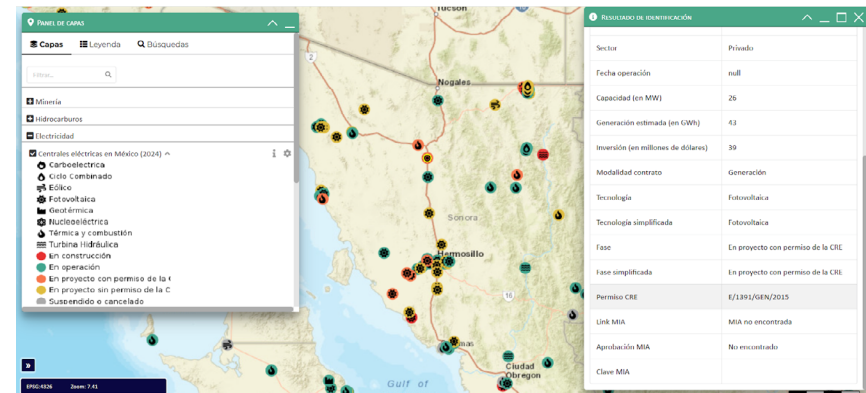 PANEL DE CAPAS
Capas Leyenda Búsquedas
Filtrar...
Minería
Hidrocarburos
Electricidad
Centrales eléctricas en México (2024)
Carboelectrica
Ciclo Combinado
Eólico
Fotovoltaica
Geotérmica
Nucleoeléctrica
Térmica y combustión
Turbina Hidráulica
En construcción
En operación
En proyecto con permiso de la C
En proyecto sin permiso de la C
Suspendido o cancelado
»
EPSG:4326 Zoom: 7.41
Tucson
2
Nogales
Sonora
Hermosillo
16
mas
Ciudad
Obregon
Gulf of
RESULTADO DE IDENTIFICACIÓN
Sector Privado
Fecha operación null
Capacidad (en MW) 26
Generación estimada (en GWh) 43
Inversión (en millones de dólares) 39
Modalidad contrato Generación
Tecnología Fotovoltaica
Tecnología simplificada Fotovoltaica
Fase En proyecto con permiso de la CRE
Fase simplificada En proyecto con permiso de la CRE
Permiso CRE E/1391/GEN/2015
Link MIA MIA no encontrada
Aprobación MIA No encontrado
Clave MIA